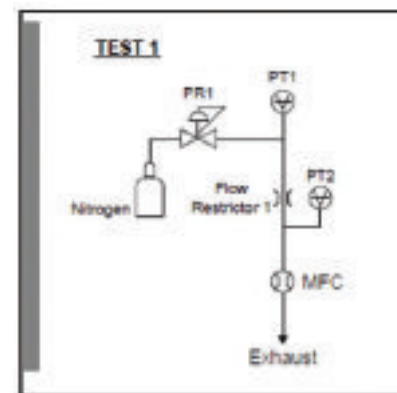 TEST 1
PT1
PR1
PT2
Flow
Restrictor 1
Nitrogen
MFC
Exhaust